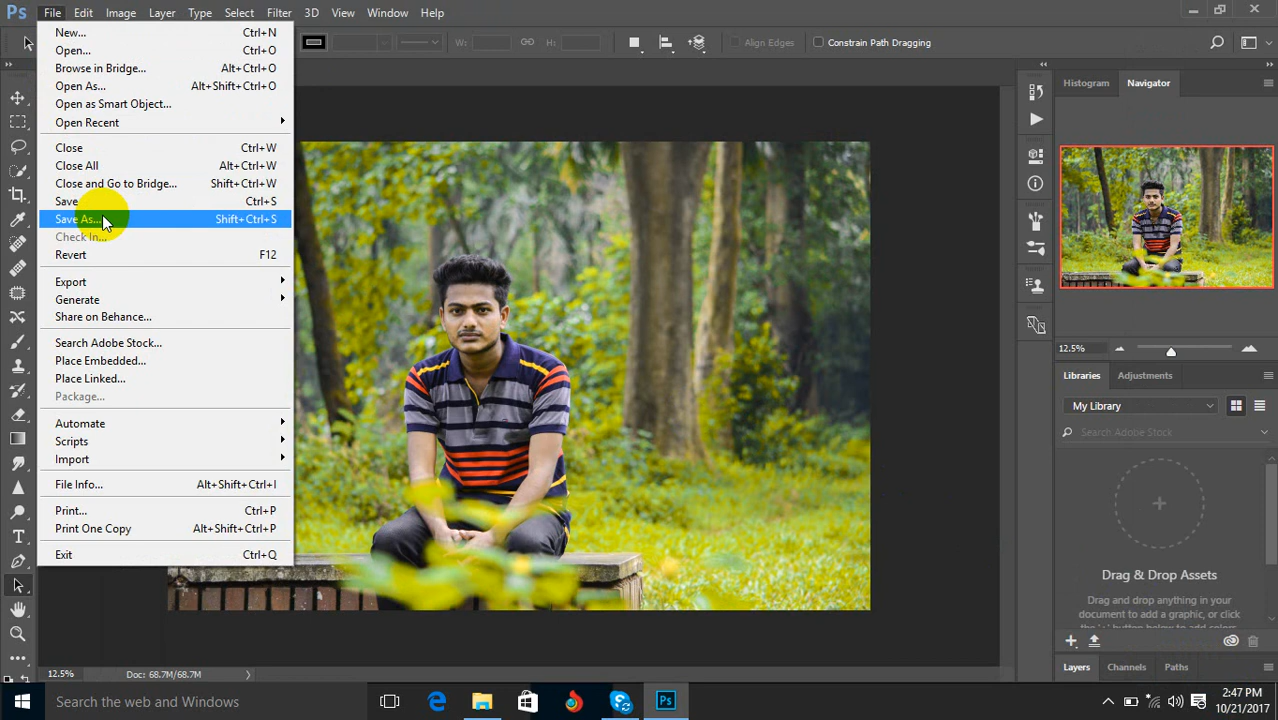 Ps File Edit Image Layer Type Select Filter 3D View Window Help
W: H: Align Edges Constrain Path Dragging
New... Ctrl+N
Open... Ctrl+O
Browse in Bridge... Alt+Ctrl+O
Open As... Alt+Shift+Ctrl+O
Open as Smart Object...
Open Recent
Close Ctrl+W
Close All Alt+Ctrl+W
Close and Go to Bridge... Shift+Ctrl+W
Save Ctrl+S
Save As... Shift+Ctrl+S
Check In...
Revert F12
Export
Generate
Share on Behance...
Search Adobe Stock...
Place Embedded...
Place Linked...
Package...
Automate
Scripts
Import
File Info... Alt+Shift+Ctrl+I
Print... Ctrl+P
Print One Copy Alt+Shift+Ctrl+P
Exit Ctrl+Q
Histogram Navigator
12.5%
Libraries Adjustments
My Library
Search Adobe Stock
Drag & Drop Assets
Drag and drop anything in your
document to add a graphic, or click
Layers Channels Paths
12.5% Doc: 68.7M/68.7M
Search the web and Windows
Ps
2:47 PM
10/21/2017